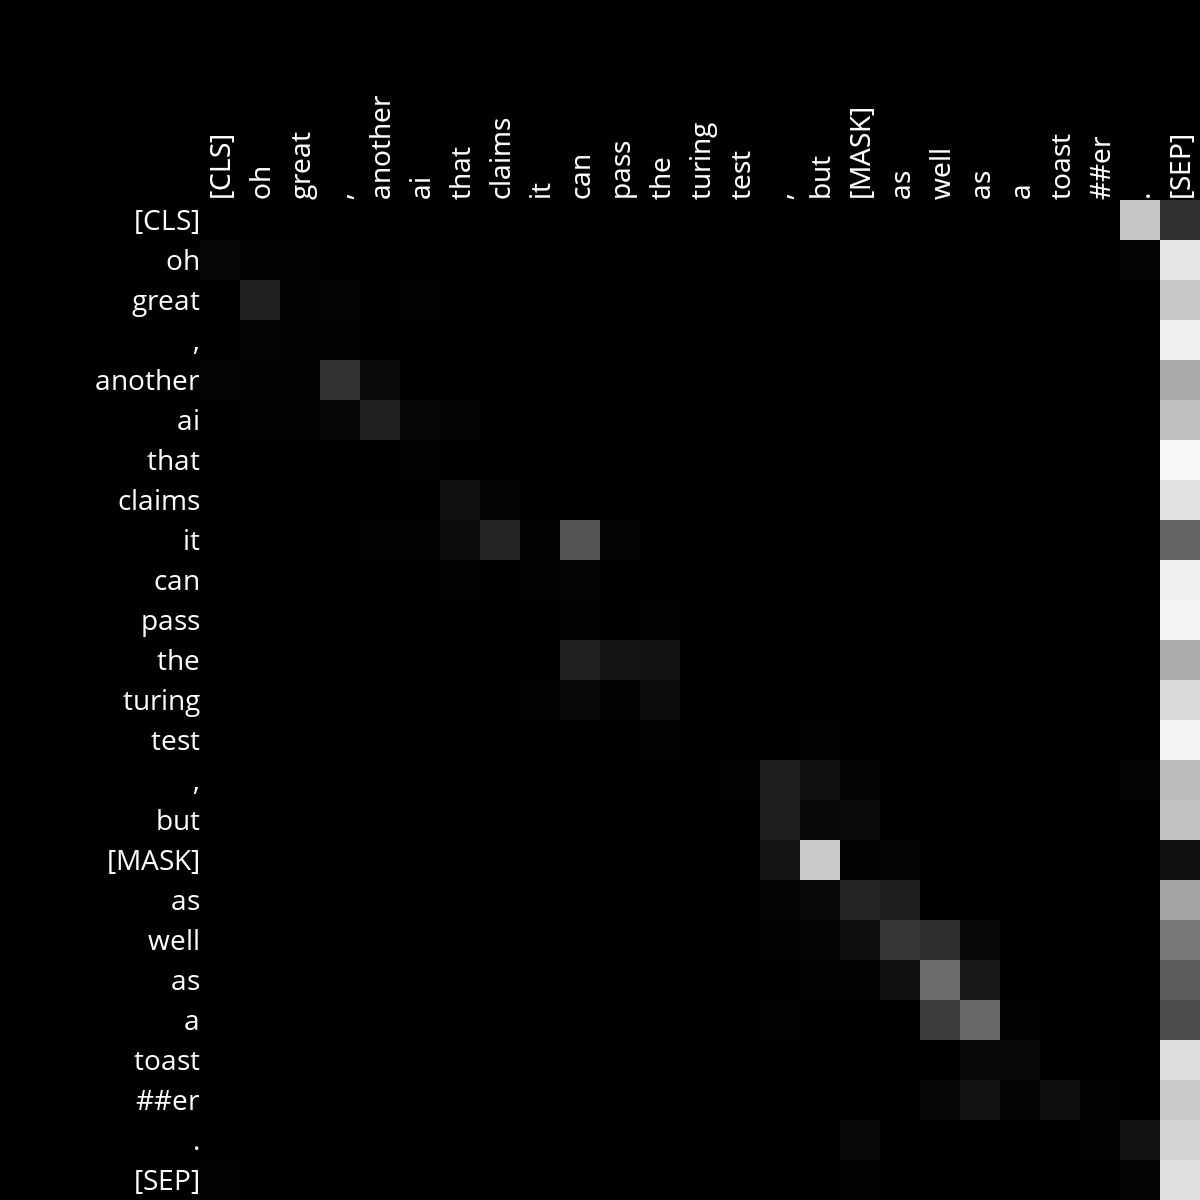 [CLS] oh great , another ai that claims it can pass the turing test , but [MASK] as well as a toast ##er . [SEP]
[CLS]
oh
great
,
another
ai
that
claims
it
can
pass
the
turing
test
,
but
[MASK]
as
well
as
a
toast
##er
.
[SEP]